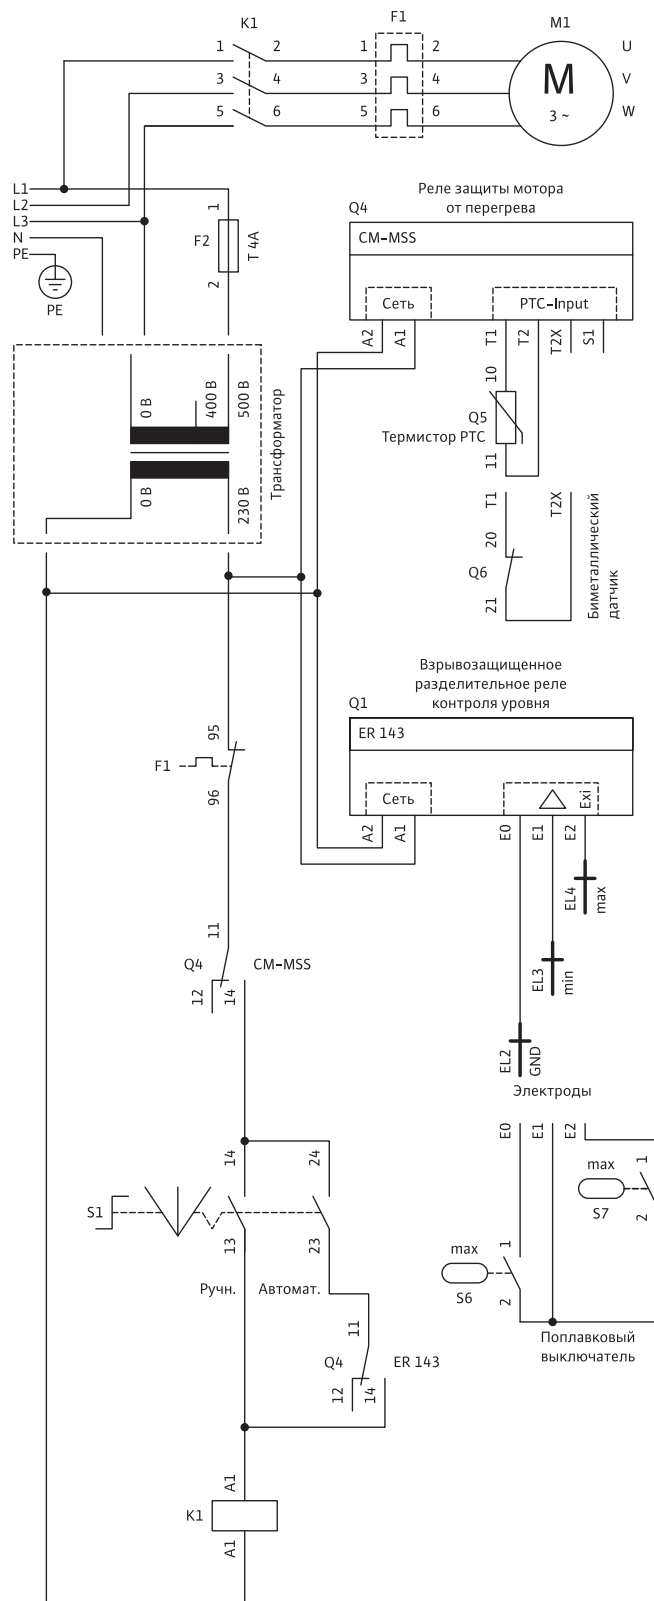 K1
F1
M1
1 2 1 2 U
3 4 3 4 V
5 6 5 6 W
M
3 ~
L1
L2
L3
N
PE
PE
1
F2
T 4A
2
Реле защиты мотора
от перегрева
Q4
CM-MSS
Сеть
PTC-Input
A2 A1 T1 T2 T2X S1
0 В 400 В 500 В
Трансформатор
0 В 230 В
10
Q5
Термистор PTC
11
T1 T2X
20
Q6
21
Биметаллический
датчик
Взрывозащищенное
разделительное реле
контроля уровня
Q1
ER 143
Сеть
Exi
A2 A1 E0 E1 E2
95
F1
96
EL4 max
EL3 min
EL2 GND
Электроды
11
Q4 CM-MSS
12 14
E0 E1 E2
14 24
S1
13 23
Ручн. Автомат.
max
S7
1
2
max
S6
1
2
Поплавковый
выключатель
11
Q4 ER 143
12 14
A1
K1
A1